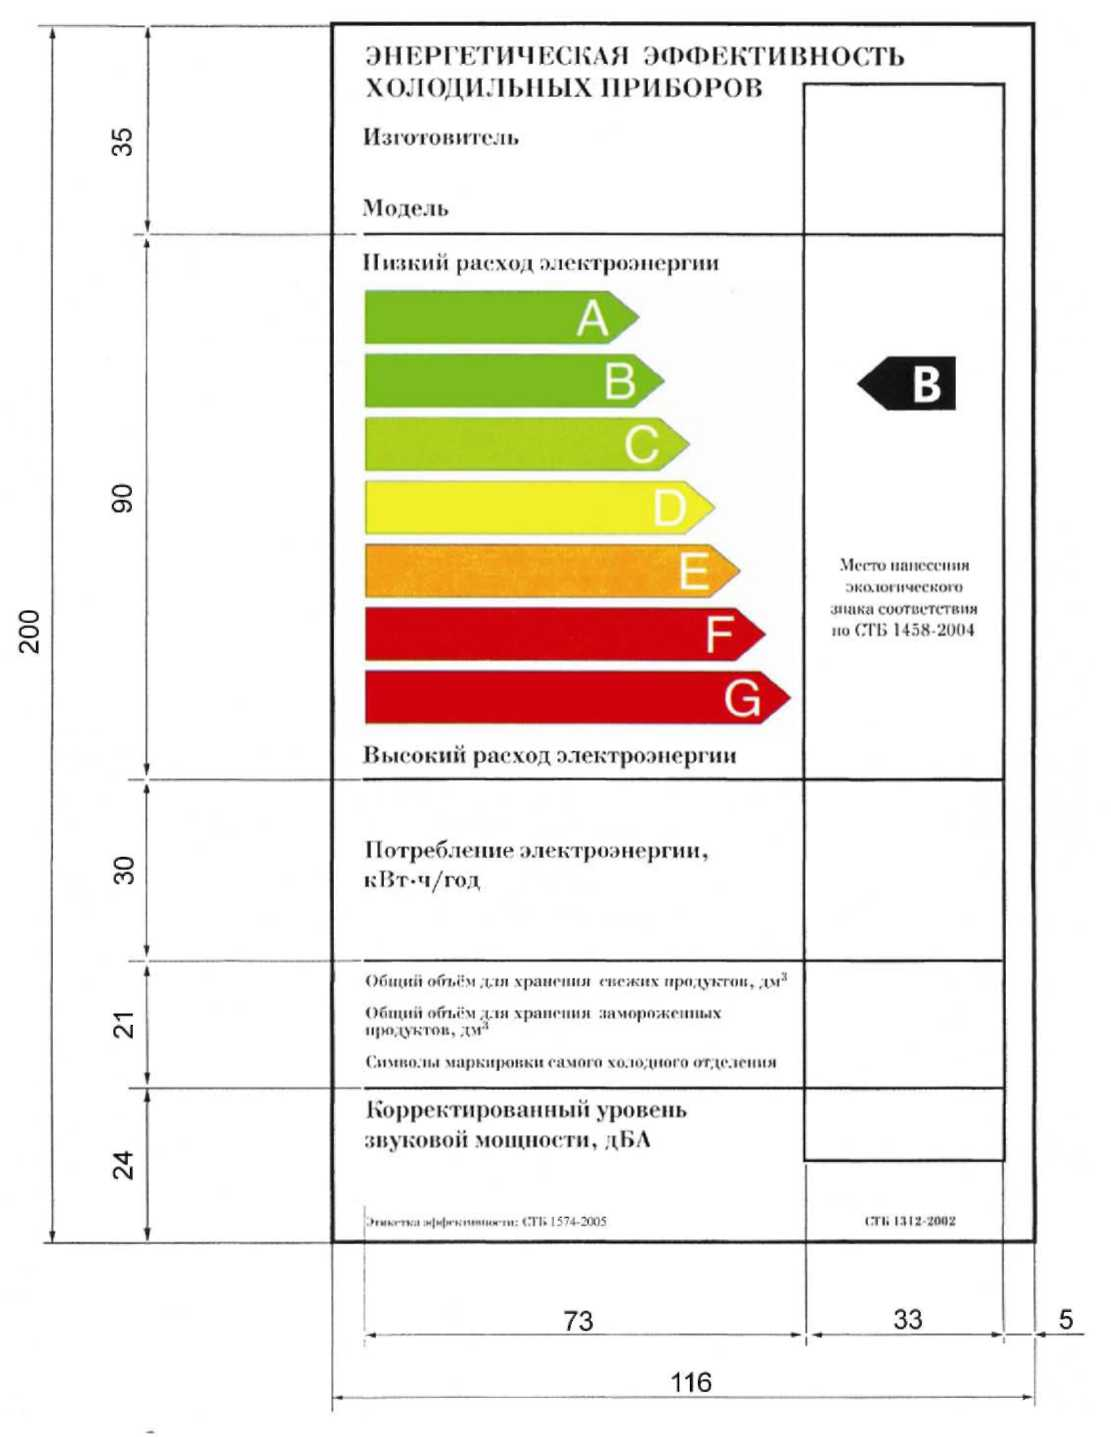 ЭНЕРГЕТИЧЕСКАЯ ЭФФЕКТИВНОСТЬ
ХОЛОДИЛЬНЫХ ПРИБОРОВ
Изготовитель
Модель
35
Низкий расход электроэнергии
A
B
B
C
D
E
F
G
90
Место нанесения
экологического
знака соответствия
по СТБ 1458-2004
200
Высокий расход электроэнергии
Потребление электроэнергии,
кВт·ч/год
30
Общий объём для хранения свежих продуктов, дм³
Общий объём для хранения замороженных
продуктов, дм³
Символы маркировки самого холодного отделения
21
Корректированный уровень
звуковой мощности, дБА
24
Этикетка эффективности: СТБ 1574-2005
СТБ 1312-2002
73
33
5
116